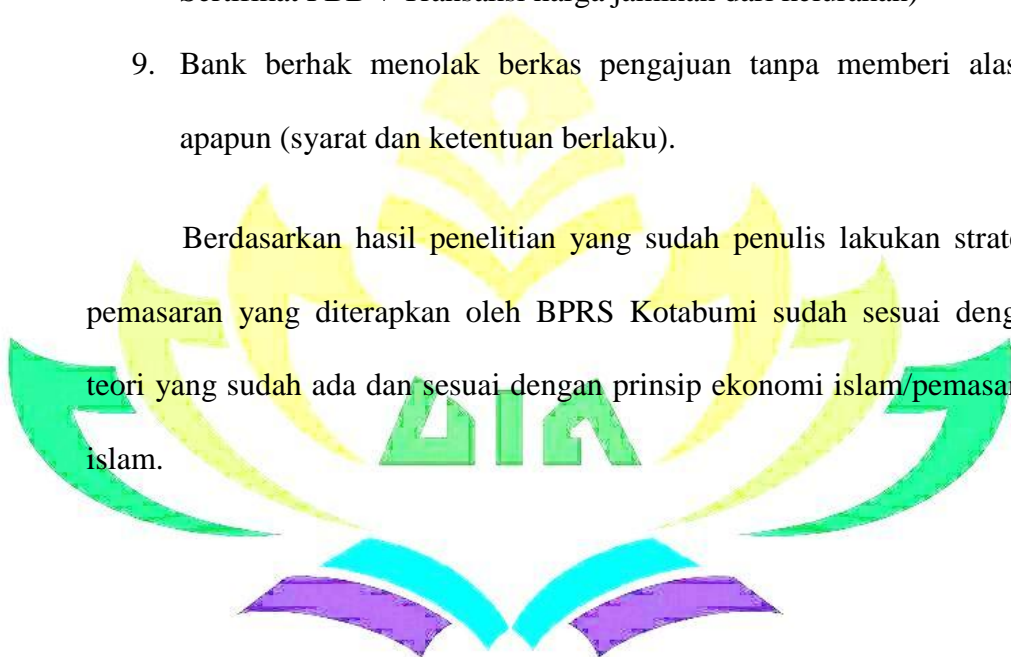 9. Bank berhak menolak berkas pengajuan tanpa memberi alas
apapun (syarat dan ketentuan berlaku).
Berdasarkan hasil penelitian yang sudah penulis lakukan strat
pemasaran yang diterapkan oleh BPRS Kotabumi sudah sesuai deng
teori yang sudah ada dan sesuai dengan prinsip ekonomi islam/pemasar
islam.